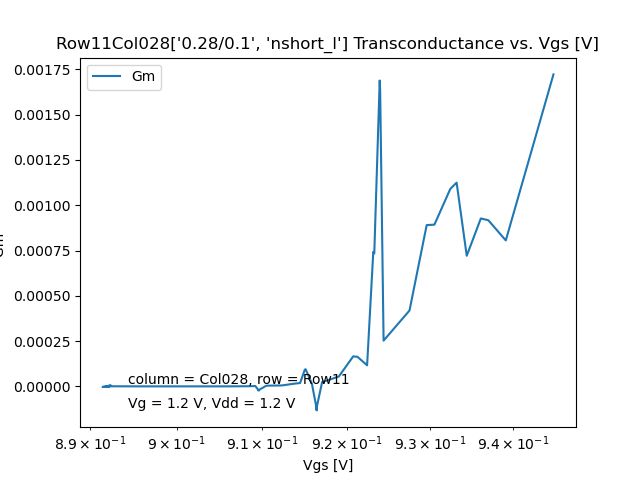 Row11Col028['0.28/0.1', 'nshort_l'] Transconductance vs. Vgs [V]
Gm
0.00175
0.00150
0.00125
0.00100
0.00075
0.00050
0.00025
0.00000
Gm
column = Col028, row = Row11
Vg = 1.2 V, Vdd = 1.2 V
8.9 × 10⁻¹ 9 × 10⁻¹ 9.1 × 10⁻¹ 9.2 × 10⁻¹ 9.3 × 10⁻¹ 9.4 × 10⁻¹
Vgs [V]